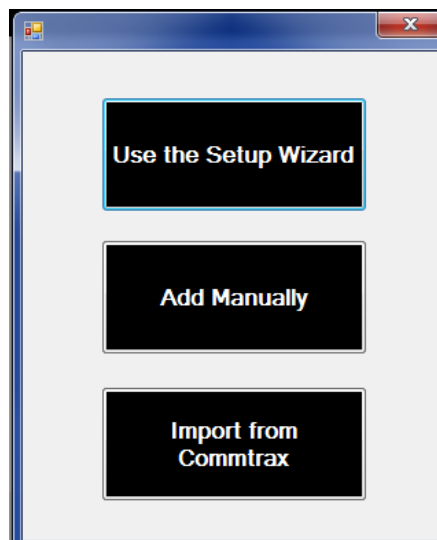 Use the Setup Wizard
Add Manually
Import from
Commtrax